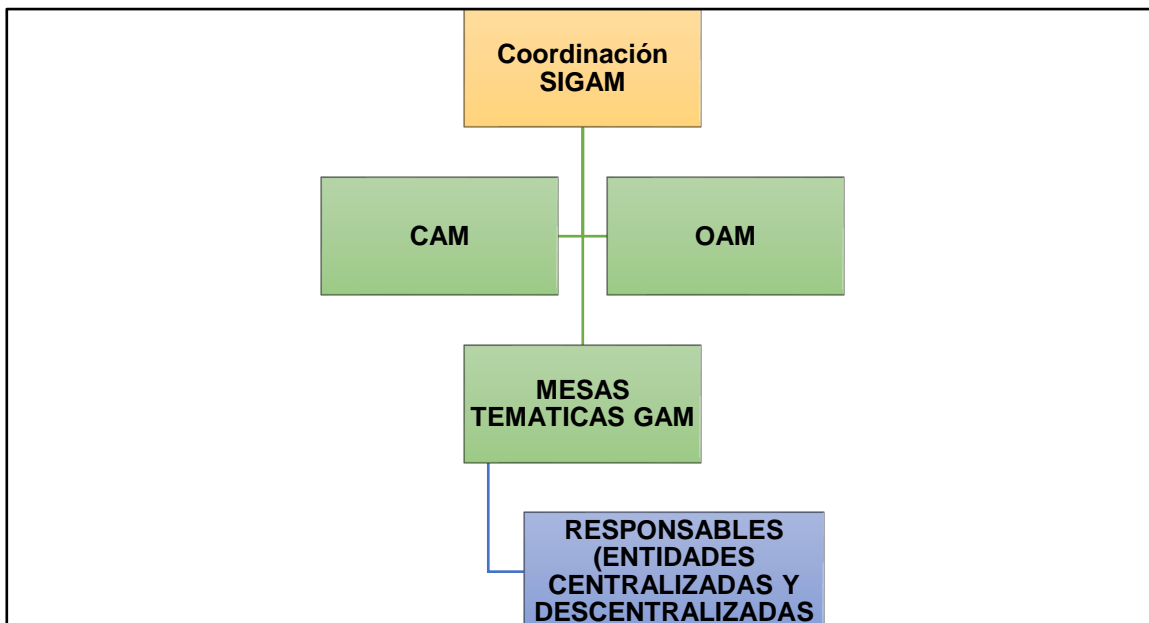 Coordinación
SIGAM
CAM
OAM
MESAS
TEMATICAS GAM
RESPONSABLES
(ENTIDADES
CENTRALIZADAS Y
DESCENTRALIZADAS